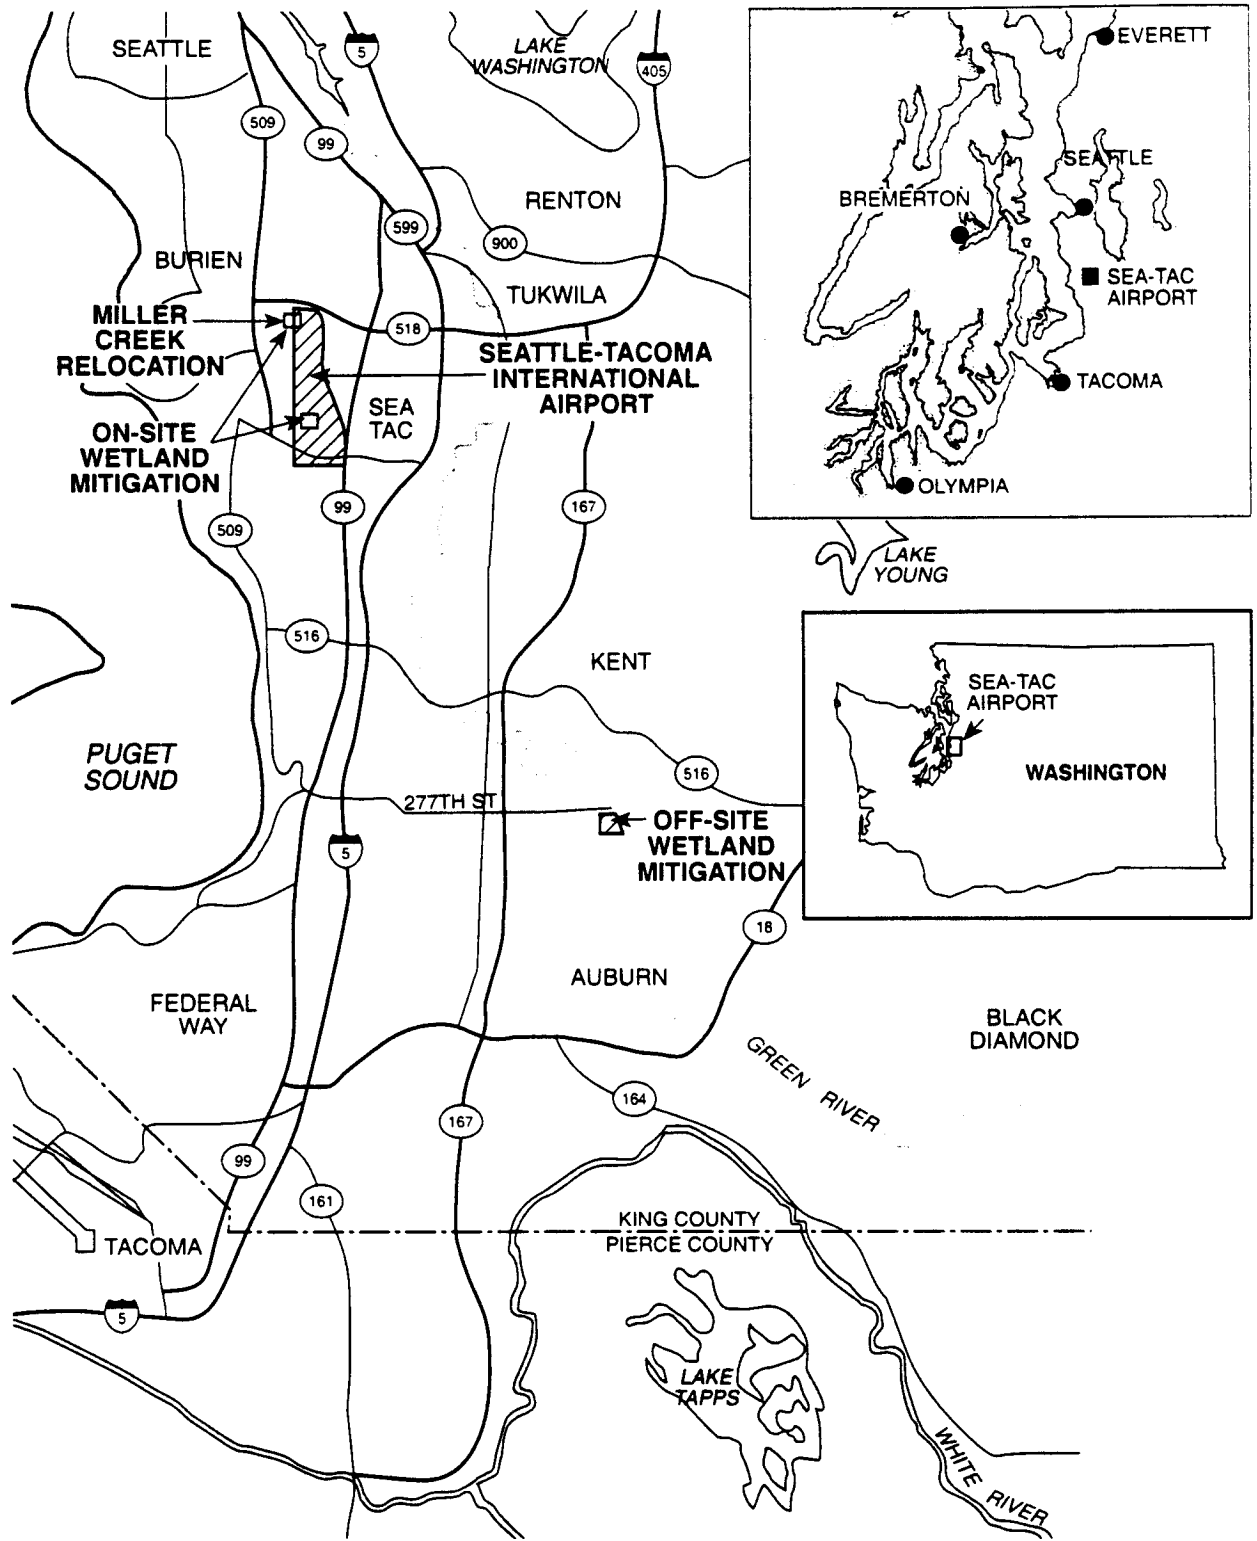 SEATTLE
5
LAKE
WASHINGTON
405
EVERETT
509
99
SEATTLE
RENTON
BREMERTON
599
900
BURIEN
TUKWILA
SEA-TAC
AIRPORT
MILLER
CREEK
RELOCATION
518
SEATTLE-TACOMA
INTERNATIONAL
AIRPORT
TACOMA
SEA
TAC
ON-SITE
WETLAND
MITIGATION
OLYMPIA
99
167
509
LAKE
YOUNG
516
KENT
SEA-TAC
AIRPORT
PUGET
SOUND
516
WASHINGTON
277TH ST
OFF-SITE
WETLAND
MITIGATION
5
18
AUBURN
FEDERAL
WAY
BLACK
DIAMOND
GREEN RIVER
164
167
99
161
KING COUNTY
PIERCE COUNTY
TACOMA
5
LAKE
TAPPS
WHITE RIVER